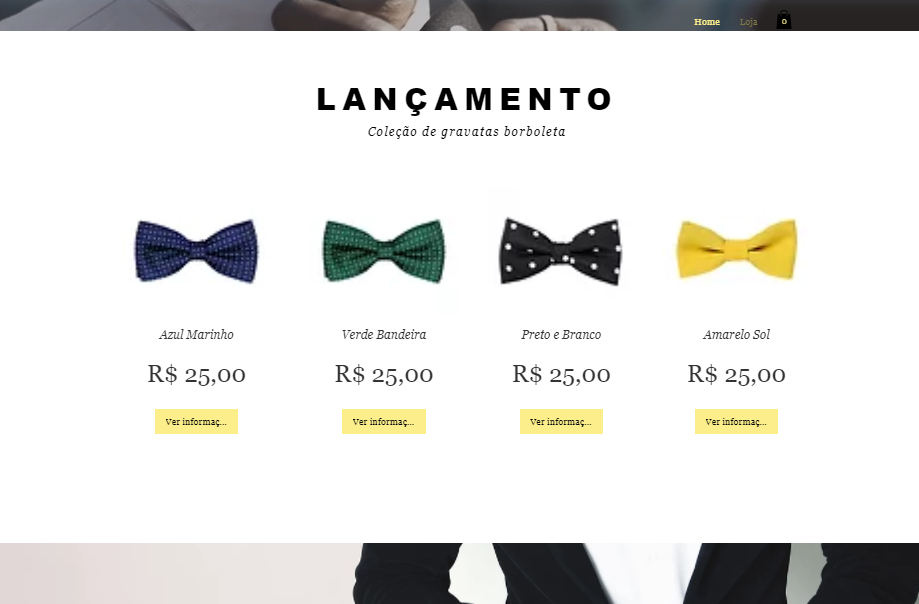 Home Loja 0
LANÇAMENTO
Coleção de gravatas borboleta
Azul Marinho Verde Bandeira Preto e Branco Amarelo Sol
R$ 25,00 R$ 25,00 R$ 25,00 R$ 25,00
Ver informaç... Ver informaç... Ver informaç... Ver informaç...